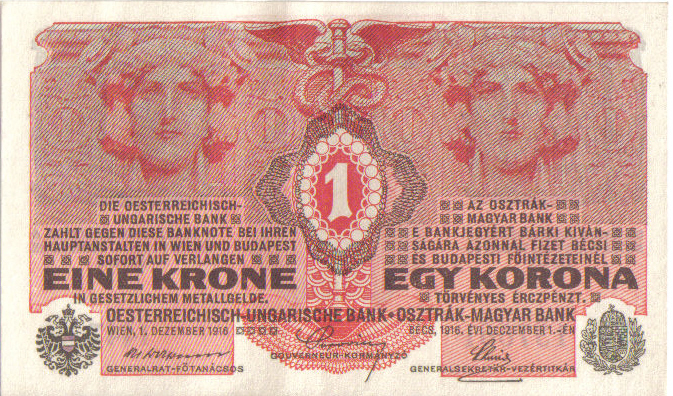 DIE OESTERREICHISCH-
UNGARISCHE BANK
ZAHLT GEGEN DIESE BANKNOTE BEI IHREN
HAUPTANSTALTEN IN WIEN UND BUDAPEST
SOFORT AUF VERLANGEN
EINE KRONE
IN GESETZLICHEM METALLGELDE.
1
AZ OSZTRÁK-
MAGYAR BANK
E BANKJEGYÉRT BÁRKI KIVÁN-
SÁGÁRA AZONNAL FIZET BÉCSI
ÉS BUDAPESTI FŐINTÉZETEINÉL
EGY KORONA
TÖRVÉNYES ÉRCZPÉNZT.
OESTERREICHISCH-UNGARISCHE BANK • OSZTRÁK-MAGYAR BANK
WIEN, 1. DEZEMBER 1916
BÉCS, 1916. ÉVI DECZEMBER 1.-ÉN
GOUVERNEUR-KORMÁNYZÓ
GENERALRAT-FŐTANÁCSOS
GENERALSEKRETÄR-VEZÉRTITKÁR